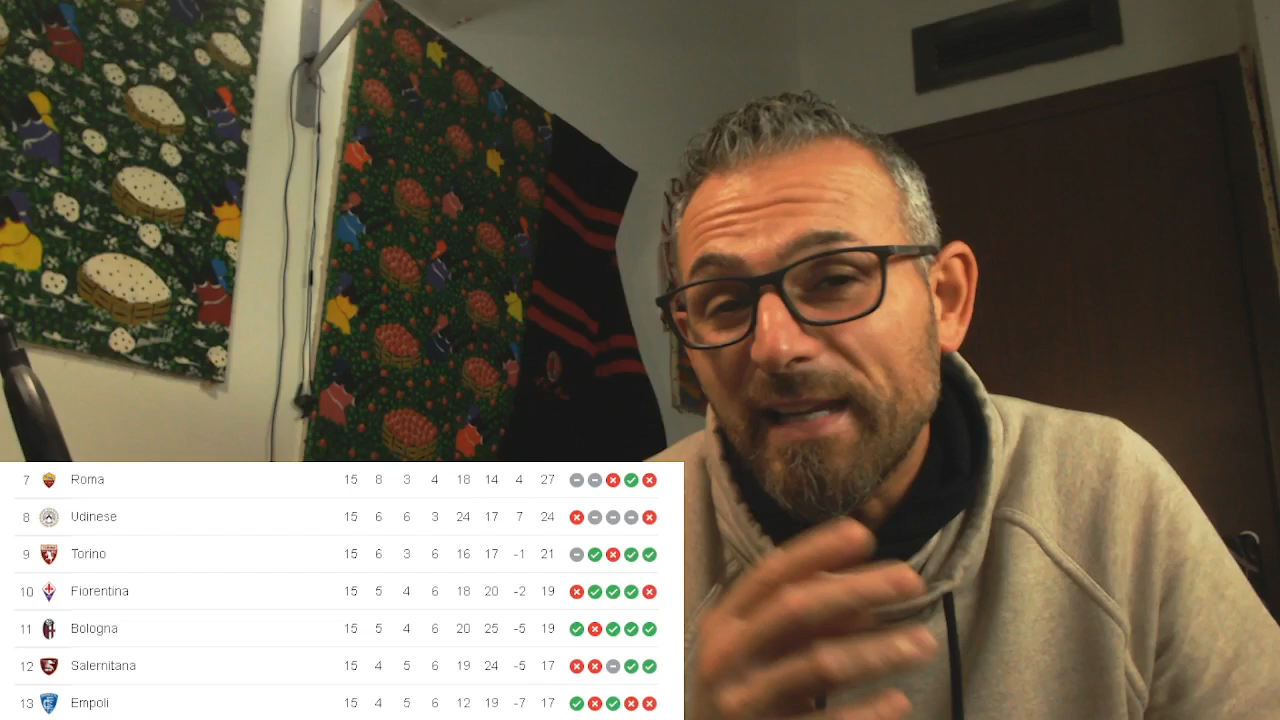 7 Roma 15 8 3 4 18 14 4 27
8 Udinese 15 6 6 3 24 17 7 24
9 Torino 15 6 3 6 16 17 -1 21
10 Fiorentina 15 5 4 6 18 20 -2 19
11 Bologna 15 5 4 6 20 25 -5 19
12 Salernitana 15 4 5 6 19 24 -5 17
13 Empoli 15 4 5 6 12 19 -7 17